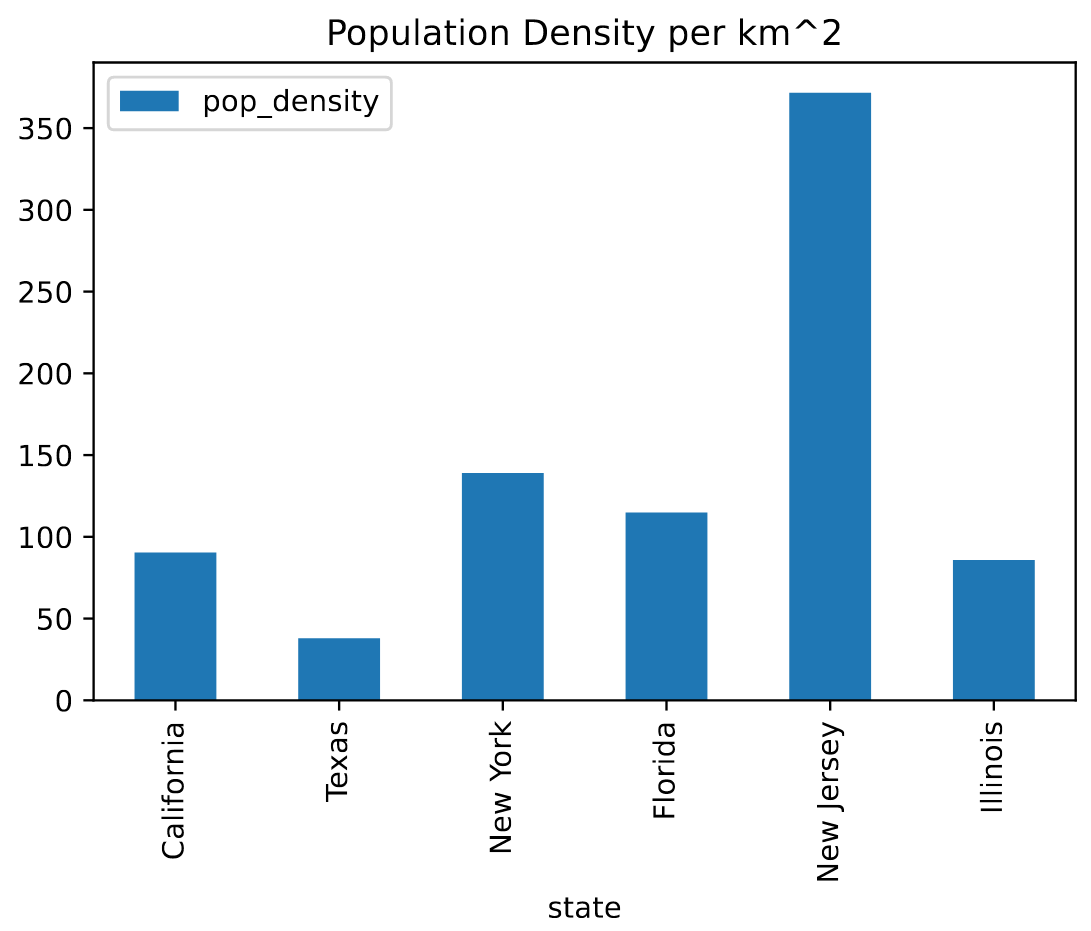 Population Density per km^2
pop_density
350
300
250
200
150
100
50
0
California
Texas
New York
Florida
New Jersey
Illinois
state